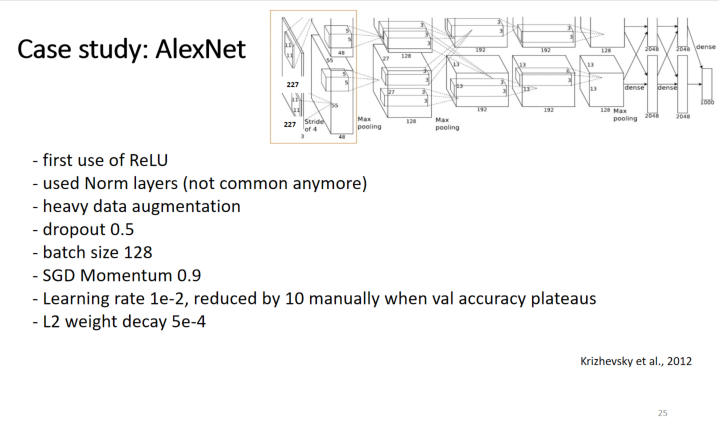 Case study: AlexNet
11
11
227
11
11
227
3
Stride
of 4
55
55
48
48
5
5
5
5
27
27
128
128
3
3
3
3
Max
pooling
Max
pooling
13
13
192
192
3
3
13
13
192
192
3
3
13
128
128 Max
pooling
2048
2048
2048
2048
dense
dense
dense
1000
- first use of ReLU
- used Norm layers (not common anymore)
- heavy data augmentation
- dropout 0.5
- batch size 128
- SGD Momentum 0.9
- Learning rate 1e-2, reduced by 10 manually when val accuracy plateaus
- L2 weight decay 5e-4
Krizhevsky et al., 2012
25